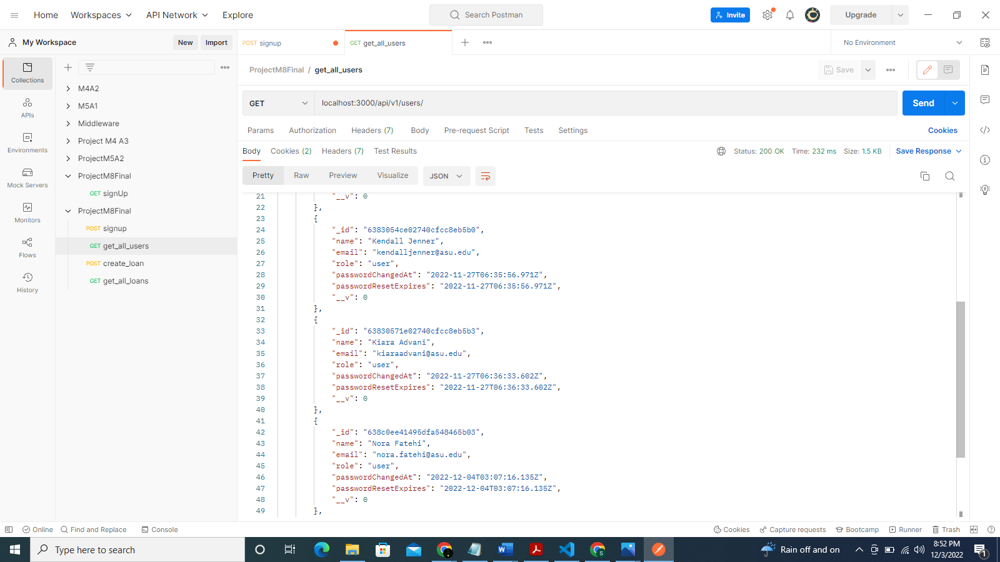 Home Workspaces API Network Explore Search Postman Invite Upgrade
My Workspace New Import POST signup GET get_all_users No Environment
ProjectM8Final / get_all_users Save
GET localhost:3000/api/v1/users/ Send
Params Authorization Headers (7) Body Pre-request Script Tests Settings Cookies
Body Cookies (2) Headers (7) Test Results Status: 200 OK Time: 232 ms Size: 1.5 KB Save Response
Pretty Raw Preview Visualize JSON
Collections
APIs
Environments
Mock Servers
Monitors
Flows
History
M4A2
M5A1
Middleware
Project M4 A3
ProjectM5A2
ProjectM8Final
GET signUp
ProjectM8Final
POST signup
GET get_all_users
POST create_loan
GET get_all_loans
21 "__v": 0
22 },
23 {
24 "_id": "6383054ce02740cfcc8eb5b0",
25 "name": "Kendall Jenner",
26 "email": "kendalljenner@asu.edu",
27 "role": "user",
28 "passwordChangedAt": "2022-11-27T06:35:56.971Z",
29 "passwordResetExpires": "2022-11-27T06:35:56.971Z",
30 "__v": 0
31 },
32 {
33 "_id": "63830571e02740cfcc8eb5b3",
34 "name": "Kiara Advani",
35 "email": "kiaraadvani@asu.edu",
36 "role": "user",
37 "passwordChangedAt": "2022-11-27T06:36:33.602Z",
38 "passwordResetExpires": "2022-11-27T06:36:33.602Z",
39 "__v": 0
40 },
41 {
42 "_id": "638c0ee41495dfa548465b03",
43 "name": "Nora Fatehi",
44 "email": "nora.fatehi@asu.edu",
45 "role": "user",
46 "passwordChangedAt": "2022-12-04T03:07:16.135Z",
47 "passwordResetExpires": "2022-12-04T03:07:16.135Z",
48 "__v": 0
49 },
Online Find and Replace Console Cookies Capture requests Bootcamp Runner Trash
Type here to search Rain off and on 8:52 PM
12/3/2022 1